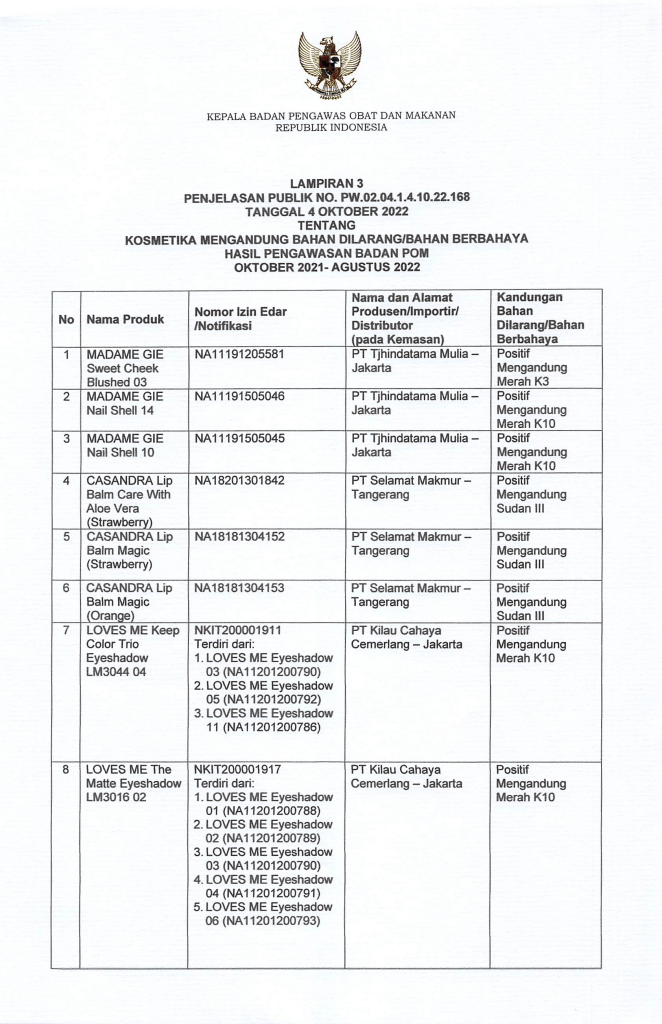 KEPALA BADAN PENGAWAS OBAT DAN MAKANAN
REPUBLIK INDONESIA
LAMPIRAN 3
PENJELASAN PUBLIK NO. PW.02.04.1.4.10.22.168
TANGGAL 4 OKTOBER 2022
TENTANG
KOSMETIKA MENGANDUNG BAHAN DILARANG/BAHAN BERBAHAYA
HASIL PENGAWASAN BADAN POM
OKTOBER 2021- AGUSTUS 2022
No
Nama Produk
Nomor Izin Edar
/Notifikasi
Nama dan Alamat
Produsen/Importir/
Distributor
(pada Kemasan)
Kandungan
Bahan
Dilarang/Bahan
Berbahaya
1
MADAME GIE
Sweet Cheek
Blushed 03
NA11191205581
PT Tjhindatama Mulia –
Jakarta
Positif
Mengandung
Merah K3
2
MADAME GIE
Nail Shell 14
NA11191505046
PT Tjhindatama Mulia –
Jakarta
Positif
Mengandung
Merah K10
3
MADAME GIE
Nail Shell 10
NA11191505045
PT Tjhindatama Mulia –
Jakarta
Positif
Mengandung
Merah K10
4
CASANDRA Lip
Balm Care With
Aloe Vera
(Strawberry)
NA18201301842
PT Selamat Makmur –
Tangerang
Positif
Mengandung
Sudan III
5
CASANDRA Lip
Balm Magic
(Strawberry)
NA18181304152
PT Selamat Makmur –
Tangerang
Positif
Mengandung
Sudan III
6
CASANDRA Lip
Balm Magic
(Orange)
NA18181304153
PT Selamat Makmur –
Tangerang
Positif
Mengandung
Sudan III
7
LOVES ME Keep
Color Trio
Eyeshadow
LM3044 04
NKIT200001911
Terdiri dari:
1. LOVES ME Eyeshadow
03 (NA11201200790)
2. LOVES ME Eyeshadow
05 (NA11201200792)
3. LOVES ME Eyeshadow
11 (NA11201200786)
PT Kilau Cahaya
Cemerlang – Jakarta
Positif
Mengandung
Merah K10
8
LOVES ME The
Matte Eyeshadow
LM3016 02
NKIT200001917
Terdiri dari:
1. LOVES ME Eyeshadow
01 (NA11201200788)
2. LOVES ME Eyeshadow
02 (NA11201200789)
3. LOVES ME Eyeshadow
03 (NA11201200790)
4. LOVES ME Eyeshadow
04 (NA11201200791)
5. LOVES ME Eyeshadow
06 (NA11201200793)
PT Kilau Cahaya
Cemerlang – Jakarta
Positif
Mengandung
Merah K10